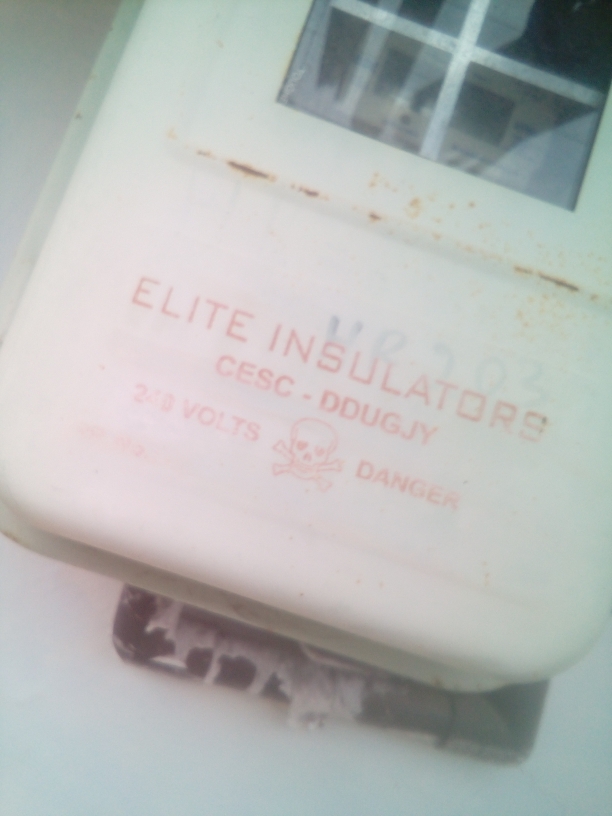 ELITE INSULATORS
CESC - DDUGJY
VOLTS DANGER